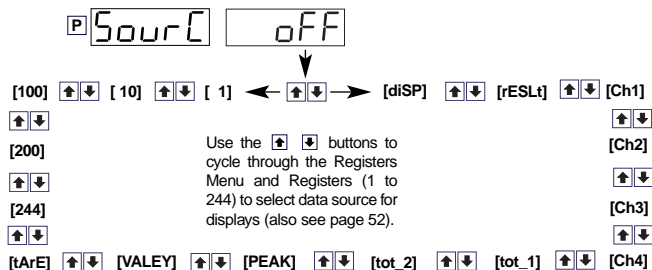 P SourC oFF
[100] [ 10] [ 1] [diSP] [rESLt] [Ch1]
[200] [Ch2]
[244] [Ch3]
Use the buttons to
cycle through the Registers
Menu and Registers (1 to
244) to select data source for
displays (also see page 52).
[tArE] [VALEY] [PEAK] [tot_2] [tot_1] [Ch4]